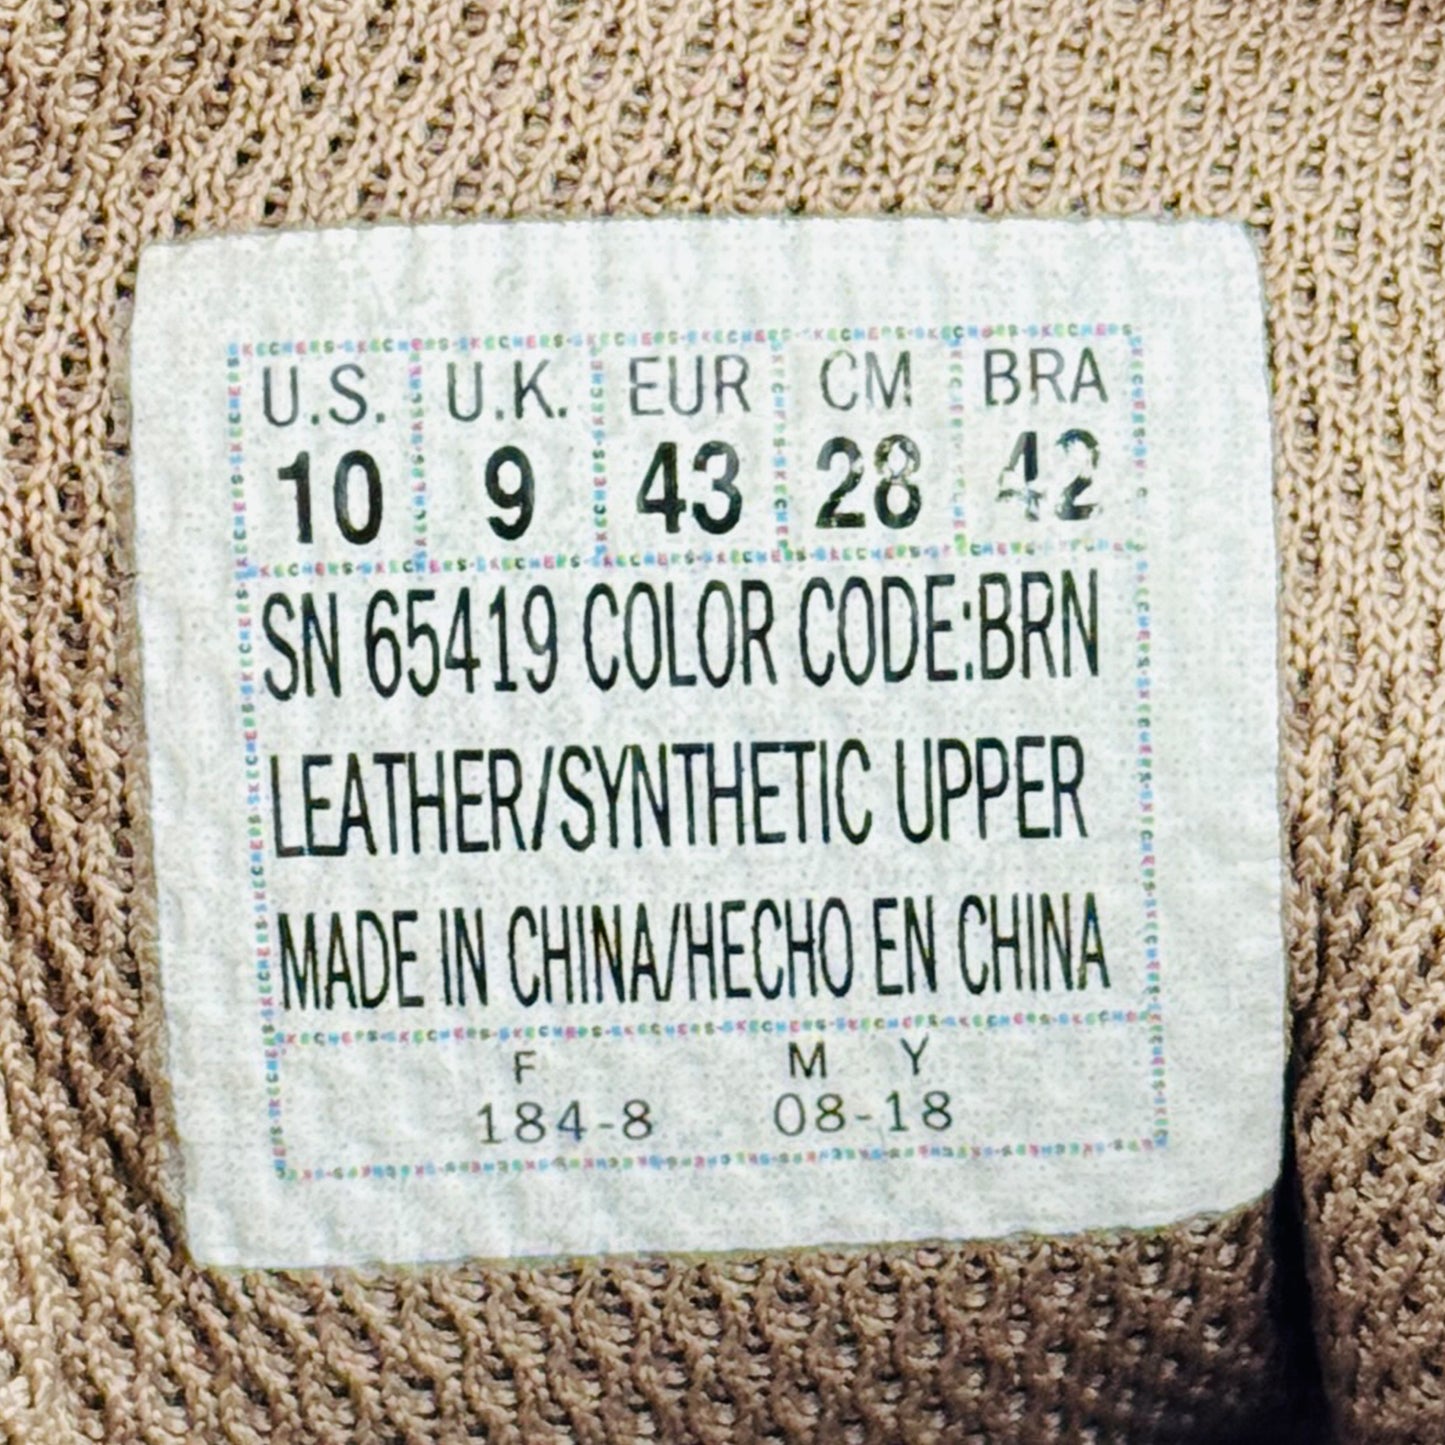 U.S. U.K. EUR CM BRA
10 9 43 28 42
SN 65419 COLOR CODE:BRN
LEATHER/SYNTHETIC UPPER
MADE IN CHINA/HECHO EN CHINA
F M Y
184-8 08-18